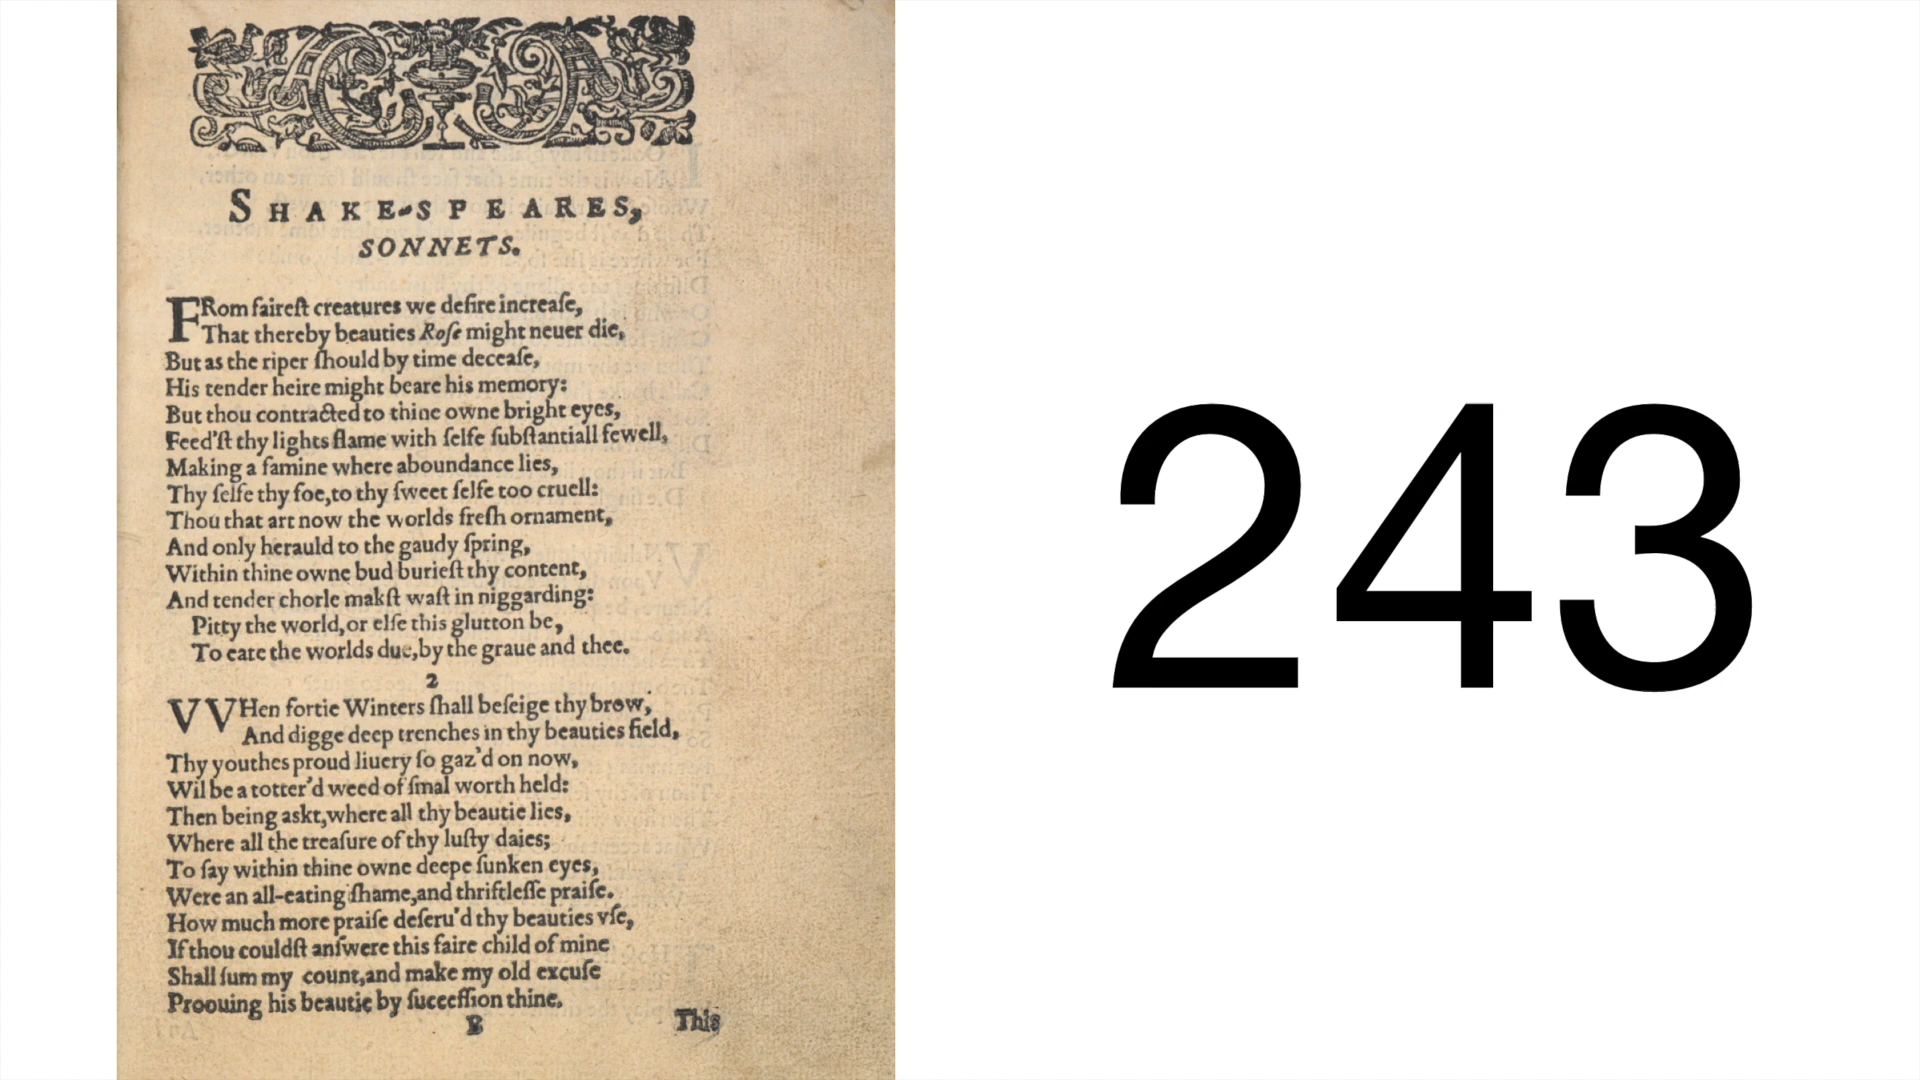 SHAKE-SPEARES,
SONNETS.
FRom faireſt creatures we deſire increaſe,
That thereby beauties Roſe might neuer die,
But as the riper ſhould by time deceaſe,
His tender heire might beare his memory:
But thou contracted to thine owne bright eyes,
Feed'ſt thy lights flame with ſelfe ſubſtantiall fewell,
Making a famine where aboundance lies,
Thy ſelfe thy foe,to thy ſweet ſelfe too cruell:
Thou that art now the worlds freſh ornament,
And only herauld to the gaudy ſpring,
Within thine owne bud burieſt thy content,
And tender chorle makſt waſt in niggarding:
Pitty the world,or elſe this glutton be,
To eate the worlds due,by the graue and thee.
2
VVHen fortie Winters ſhall beſeige thy brow,
And digge deep trenches in thy beauties field,
Thy youthes proud liuery ſo gaz'd on now,
Wil be a totter'd weed of ſmal worth held:
Then being askt,where all thy beautie lies,
Where all the treaſure of thy luſty daies;
To ſay within thine owne deepe ſunken eyes,
Were an all-eating ſhame,and thriftleſſe praiſe.
How much more praiſe deſeru'd thy beauties vſe,
If thou couldſt anſwere this faire child of mine
Shall ſum my count,and make my old excuſe
Proouing his beautie by ſucceſſion thine.
B
This
243